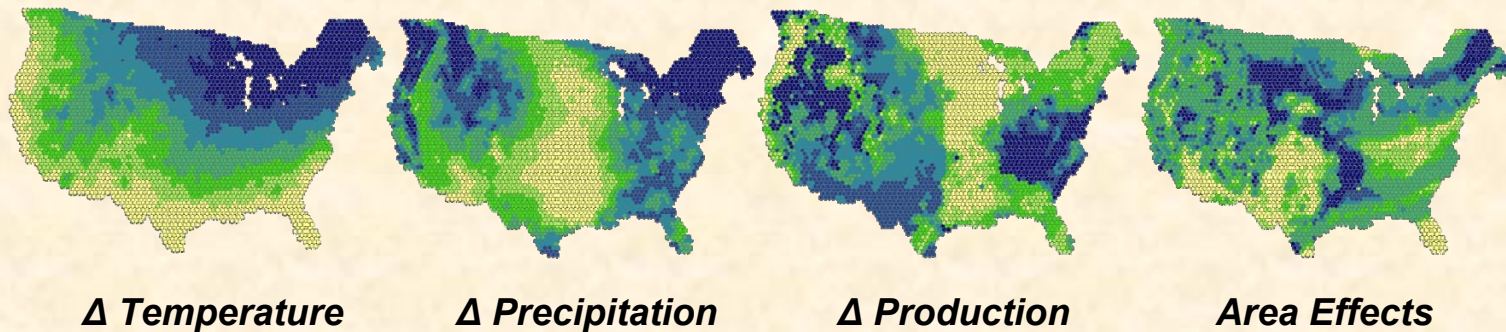 Δ Temperature
Δ Precipitation
Δ Production
Area Effects